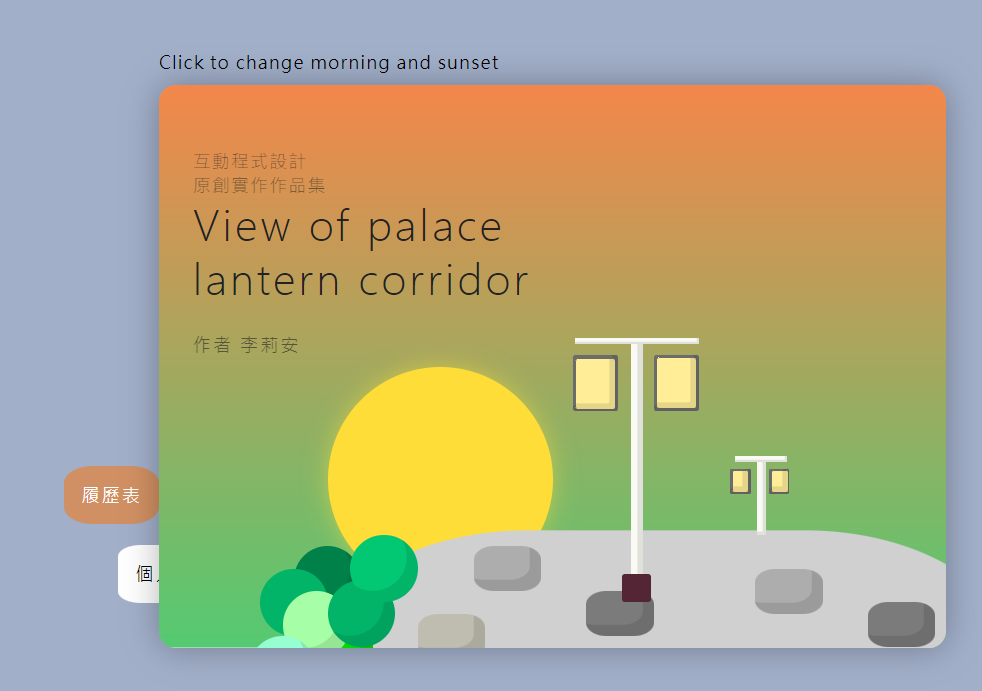 Click to change morning and sunset
互動程式設計
原創實作作品集
View of palace
lantern corridor
作者 李莉安
履歷表
個